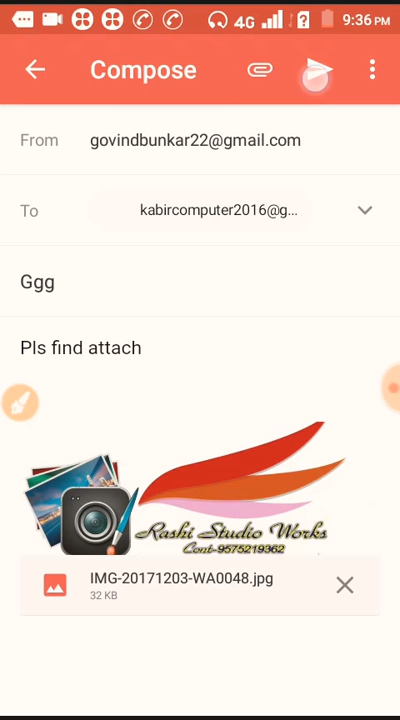 4G 9:36 PM
Compose
From govindbunkar22@gmail.com
To kabircomputer2016@g...
Ggg
Pls find attach
Rashi Studio Works
Cont-9575219362
IMG-20171203-WA0048.jpg
32 KB